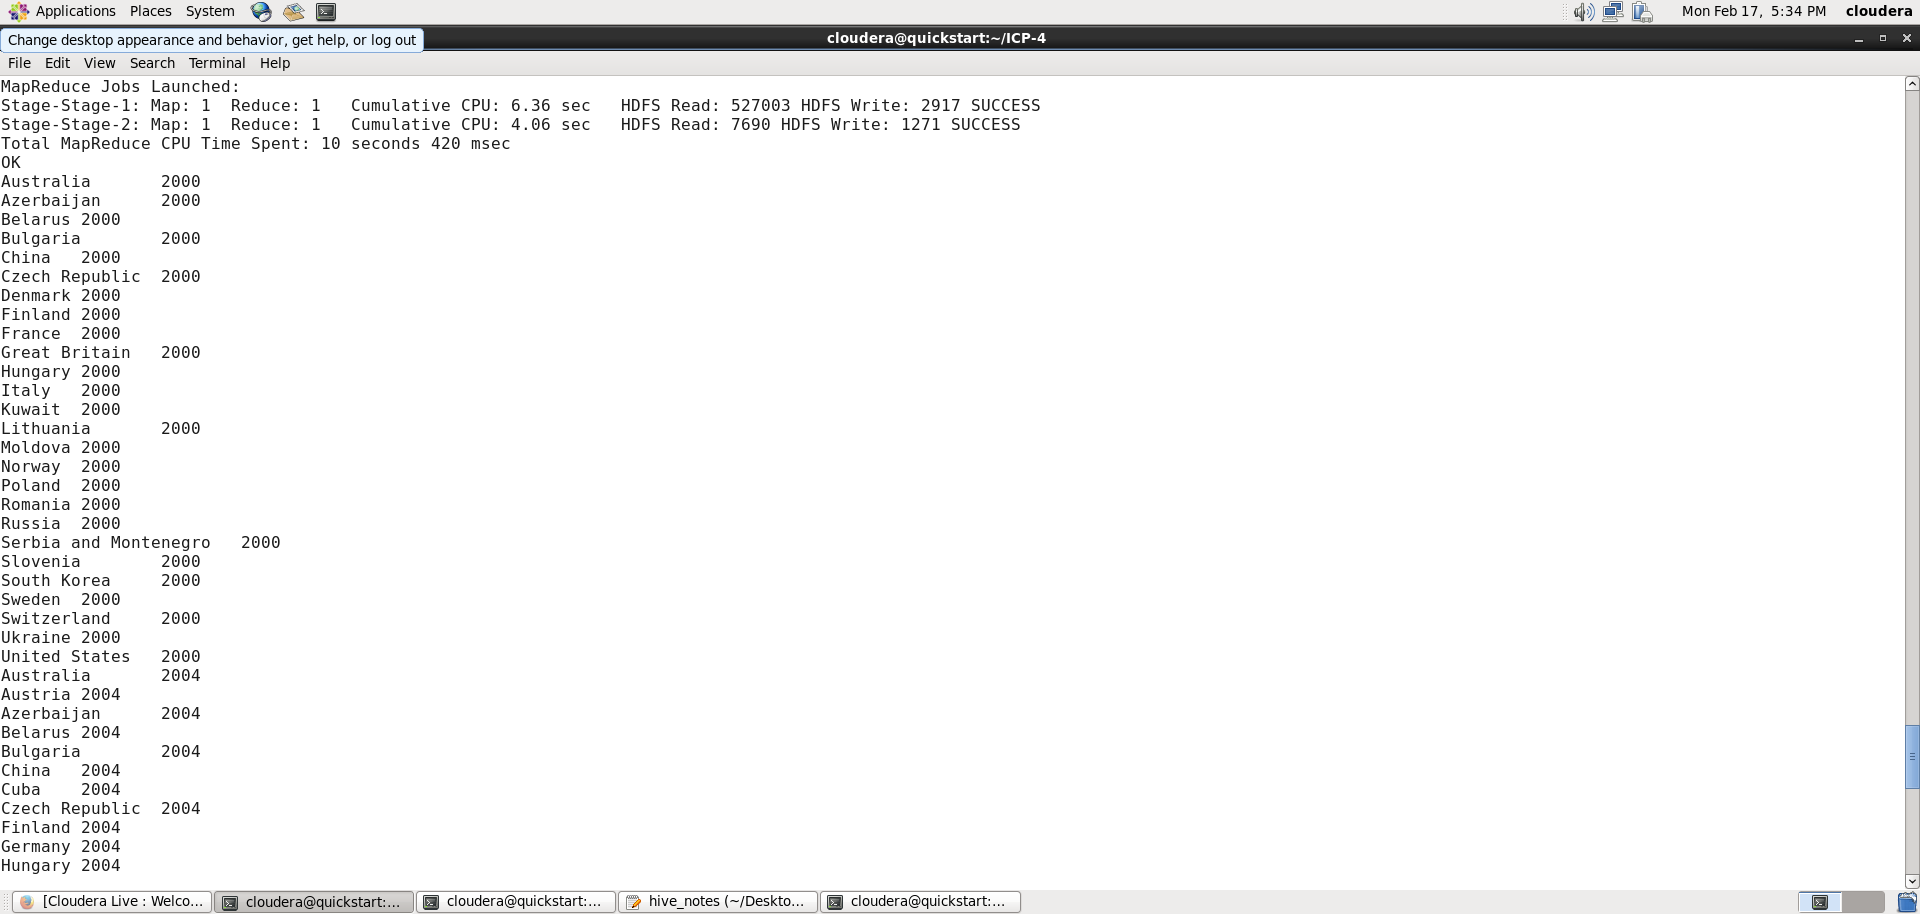 Applications Places System Mon Feb 17, 5:34 PM cloudera
Change desktop appearance and behavior, get help, or log out cloudera@quickstart:~/ICP-4
File Edit View Search Terminal Help
MapReduce Jobs Launched:
Stage-Stage-1: Map: 1  Reduce: 1   Cumulative CPU: 6.36 sec   HDFS Read: 527003 HDFS Write: 2917 SUCCESS
Stage-Stage-2: Map: 1  Reduce: 1   Cumulative CPU: 4.06 sec   HDFS Read: 7690 HDFS Write: 1271 SUCCESS
Total MapReduce CPU Time Spent: 10 seconds 420 msec
OK
Australia       2000
Azerbaijan      2000
Belarus 2000
Bulgaria        2000
China   2000
Czech Republic  2000
Denmark 2000
Finland 2000
France  2000
Great Britain   2000
Hungary 2000
Italy   2000
Kuwait  2000
Lithuania       2000
Moldova 2000
Norway  2000
Poland  2000
Romania 2000
Russia  2000
Serbia and Montenegro   2000
Slovenia        2000
South Korea     2000
Sweden  2000
Switzerland     2000
Ukraine 2000
United States   2000
Australia       2004
Austria 2004
Azerbaijan      2004
Belarus 2004
Bulgaria        2004
China   2004
Cuba    2004
Czech Republic  2004
Finland 2004
Germany 2004
Hungary 2004
[Cloudera Live : Welco... cloudera@quickstart:... cloudera@quickstart:... hive_notes (~/Deskto... cloudera@quickstart:...